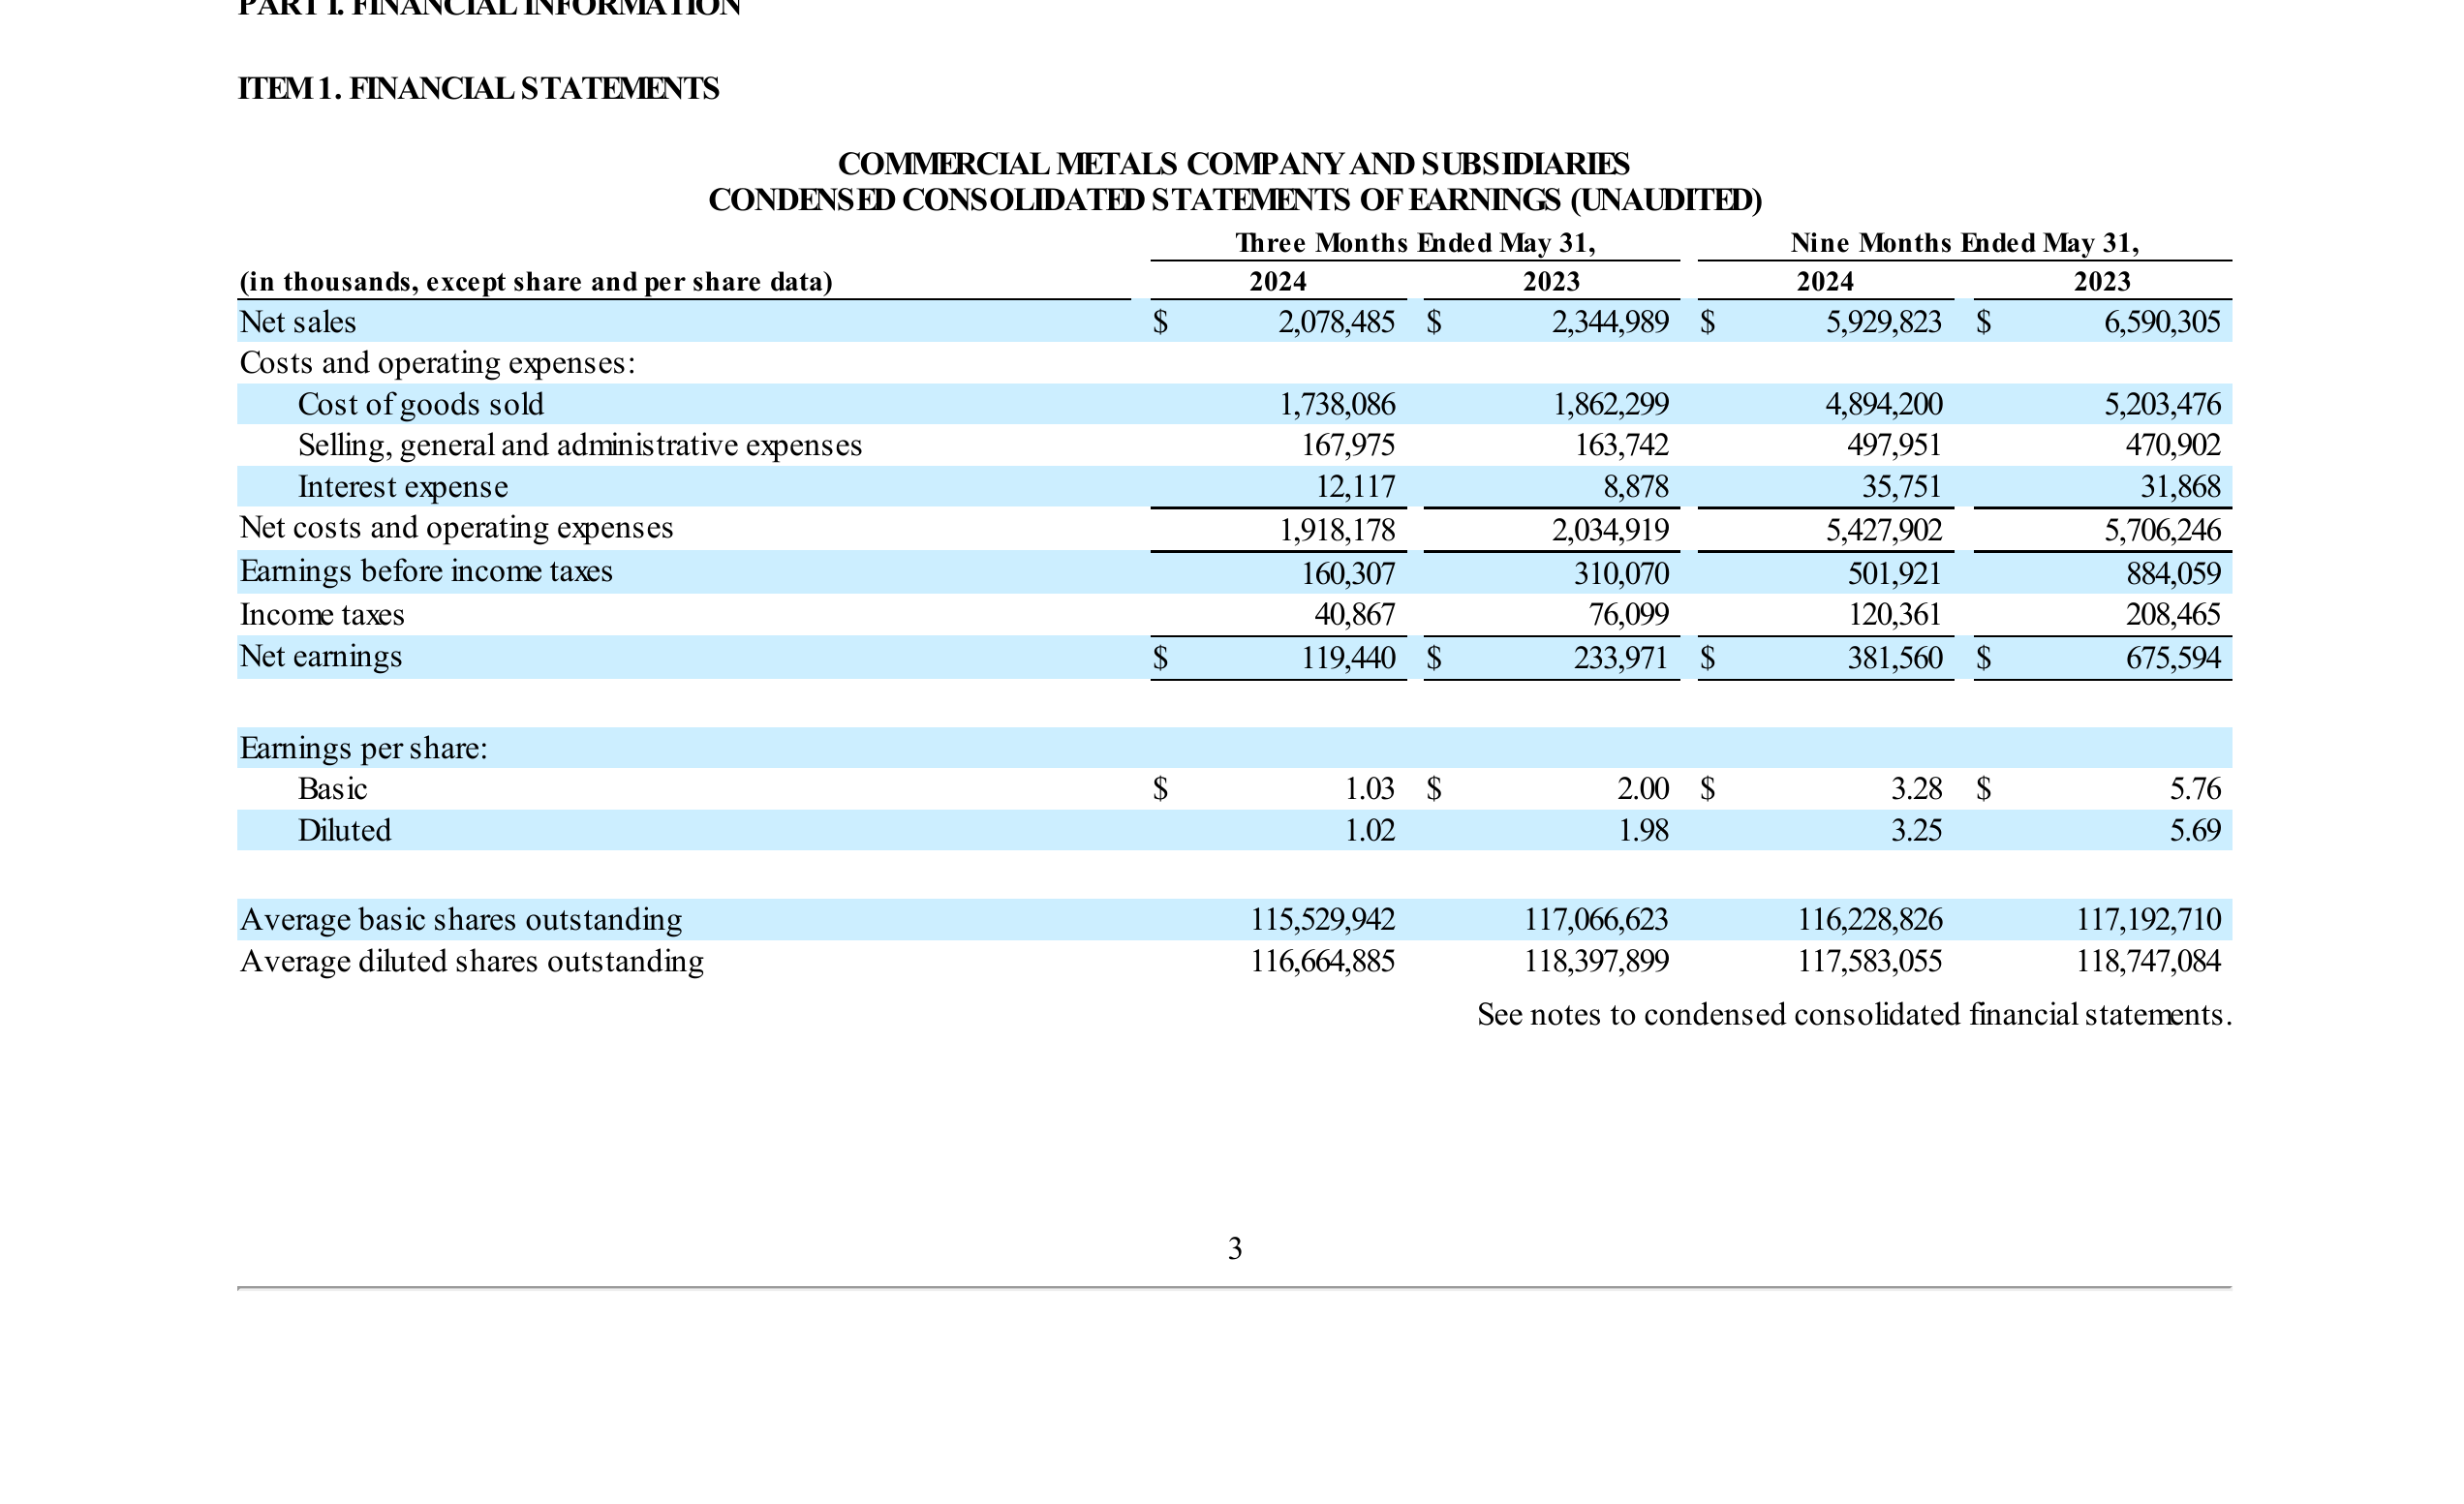 PART I. FINANCIAL INFORMATION
ITEM 1. FINANCIAL STATEMENTS
COMMERCIAL METALS COMPANY AND SUBSIDIARIES
CONDENSED CONSOLIDATED STATEMENTS OF EARNINGS (UNAUDITED)
Three Months Ended May 31, Nine Months Ended May 31,
(in thousands, except share and per share data) 2024 2023 2024 2023
Net sales $ 2,078,485 $ 2,344,989 $ 5,929,823 $ 6,590,305
Costs and operating expenses:
Cost of goods sold 1,738,086 1,862,299 4,894,200 5,203,476
Selling, general and administrative expenses 167,975 163,742 497,951 470,902
Interest expense 12,117 8,878 35,751 31,868
Net costs and operating expenses 1,918,178 2,034,919 5,427,902 5,706,246
Earnings before income taxes 160,307 310,070 501,921 884,059
Income taxes 40,867 76,099 120,361 208,465
Net earnings $ 119,440 $ 233,971 $ 381,560 $ 675,594
Earnings per share:
Basic $ 1.03 $ 2.00 $ 3.28 $ 5.76
Diluted 1.02 1.98 3.25 5.69
Average basic shares outstanding 115,529,942 117,066,623 116,228,826 117,192,710
Average diluted shares outstanding 116,664,885 118,397,899 117,583,055 118,747,084
See notes to condensed consolidated financial statements.
3